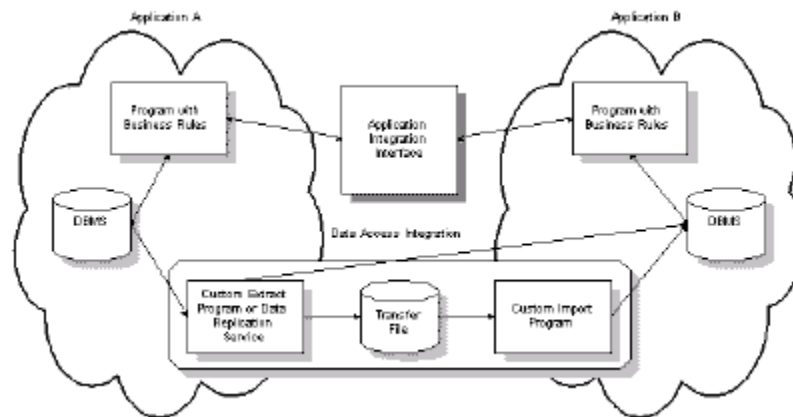 Application A
Application B
Program with
Business Rules
Application
Integration
Interface
Program with
Business Rules
DBMS
DBMS
Data Access Integration
Custom Extract
Program or Data
Replication
Service
Transfer
File
Custom Import
Program